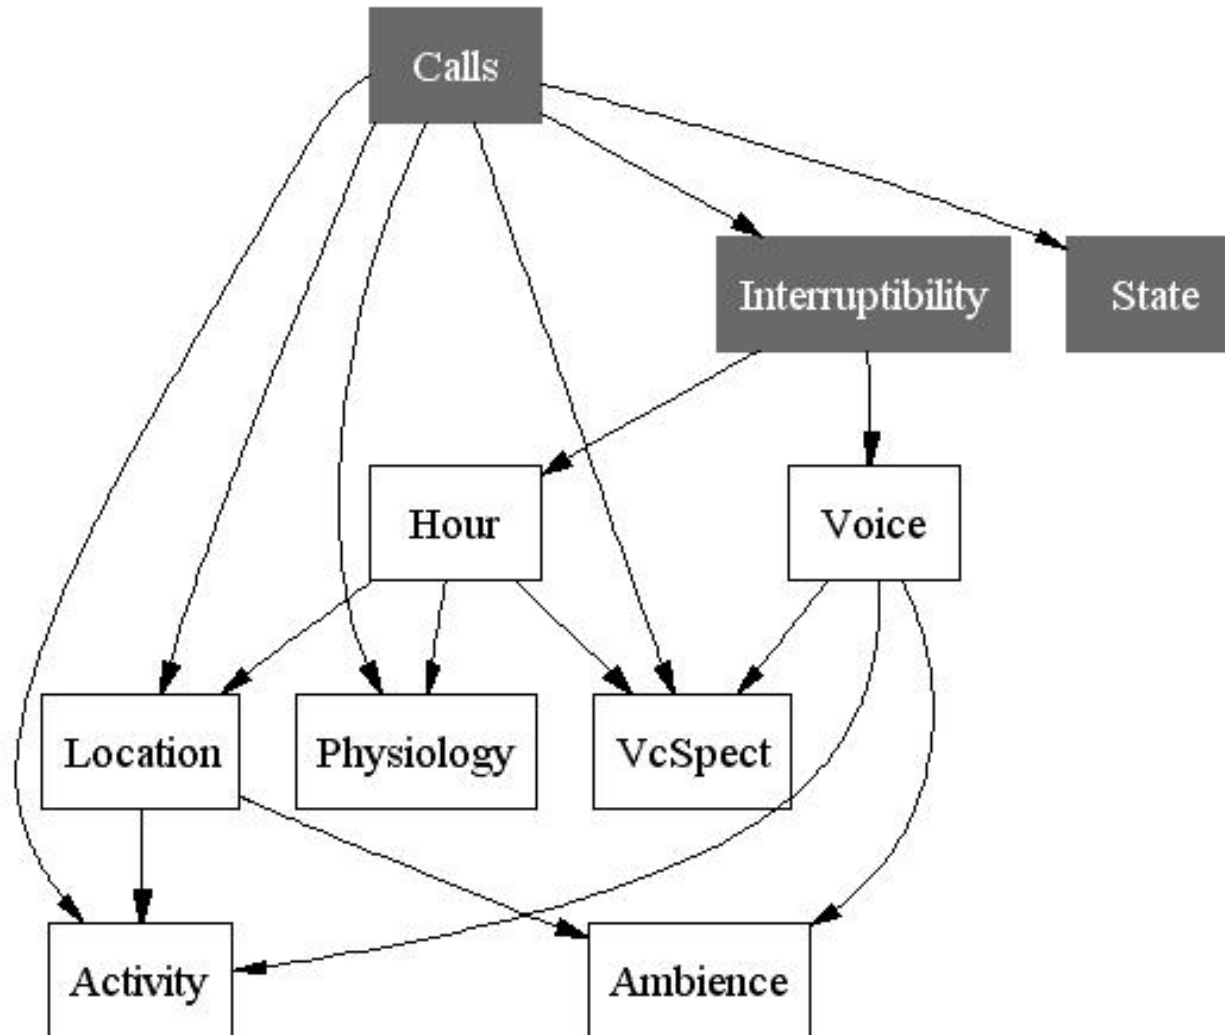 Calls
Interruptibility
State
Hour
Voice
Location
Physiology
VcSpect
Activity
Ambience